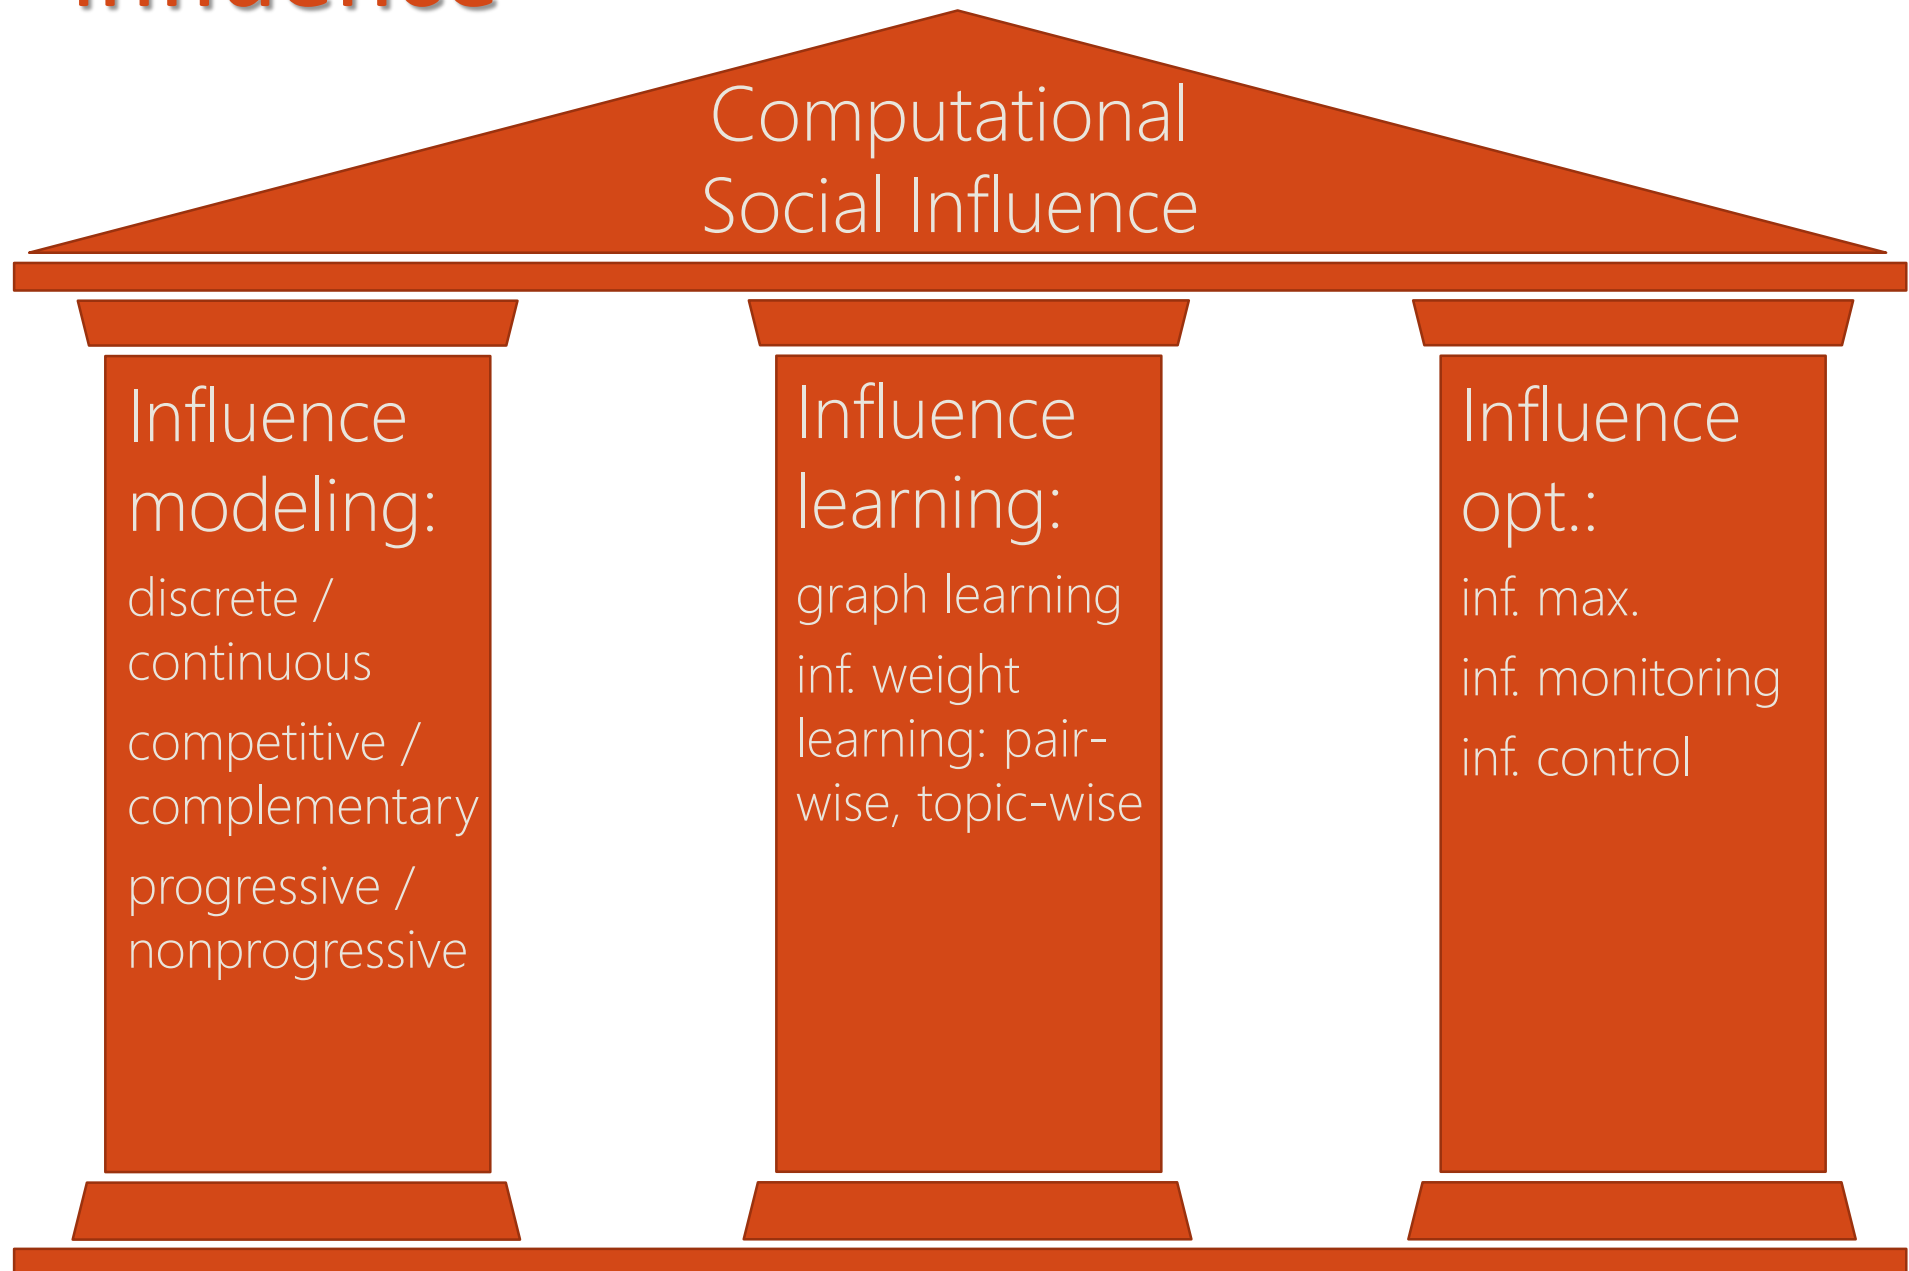 Influence
Computational
Social Influence
Influence
modeling:
discrete /
continuous
competitive /
complementary
progressive /
nonprogressive
Influence
learning:
graph learning
inf. weight
learning: pair-
wise, topic-wise
Influence
opt.:
inf. max.
inf. monitoring
inf. control